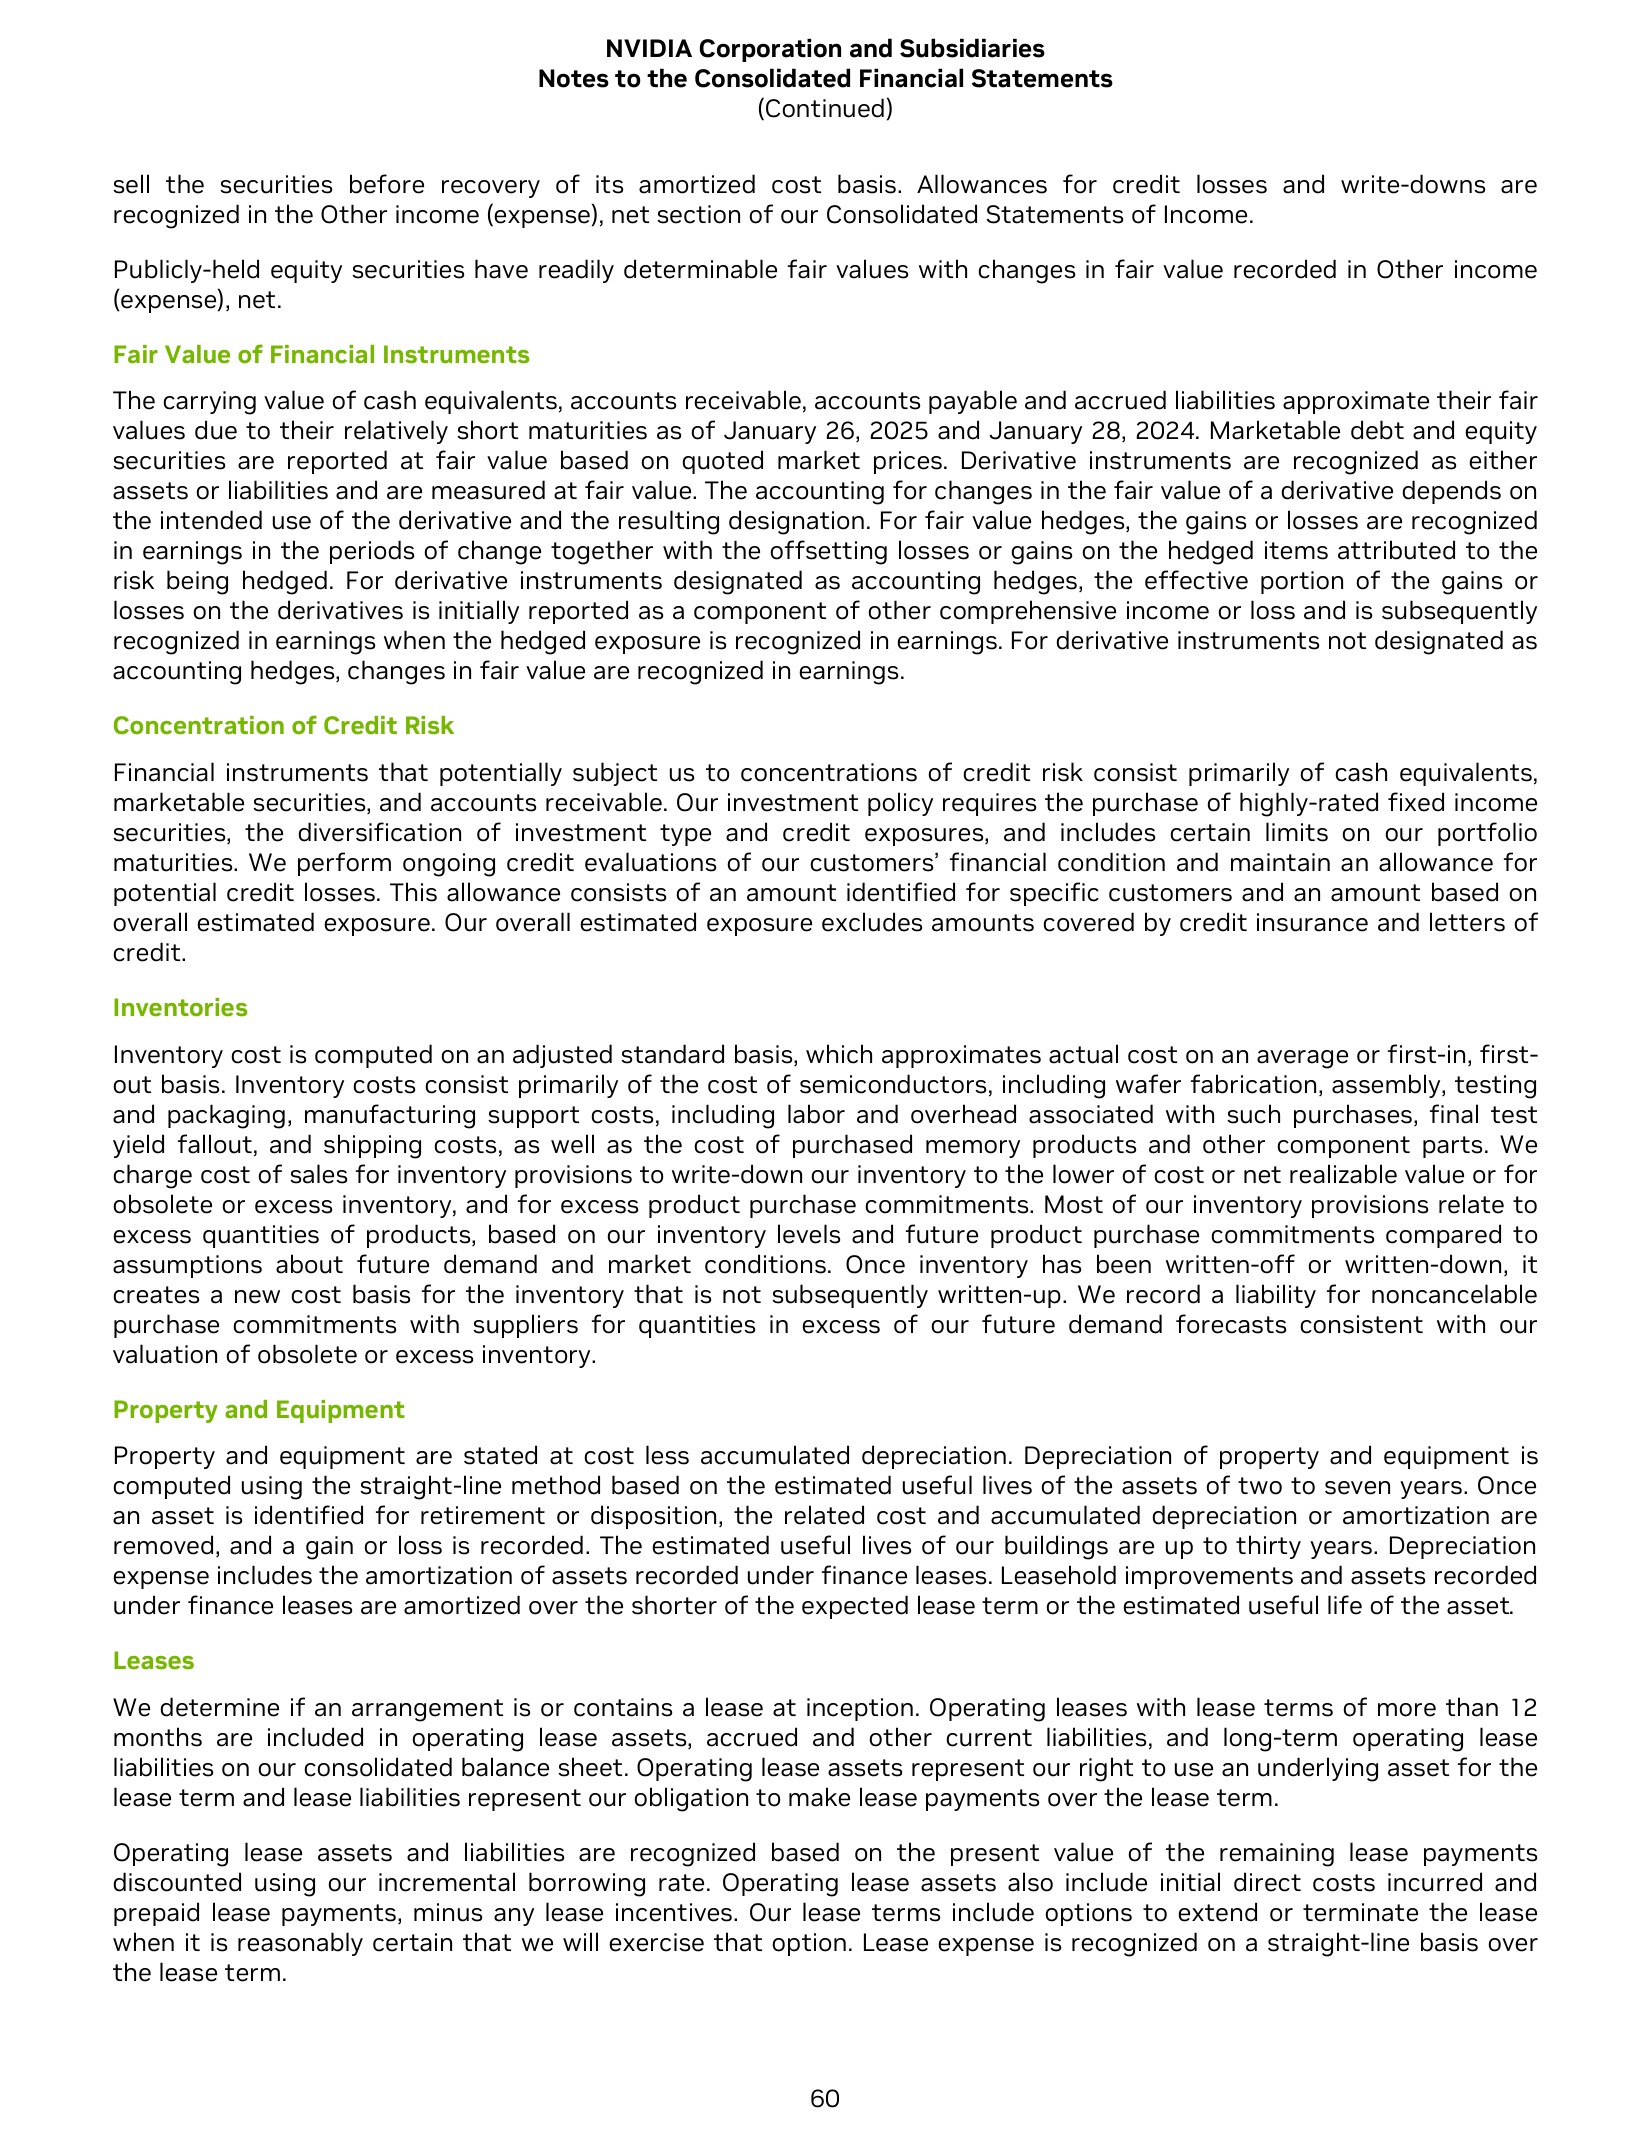 NVIDIA Corporation and Subsidiaries
Notes to the Consolidated Financial Statements
(Continued)
sell the securities before recovery of its amortized cost basis. Allowances for credit losses and write-downs are
recognized in the Other income (expense), net section of our Consolidated Statements of Income.
Publicly-held equity securities have readily determinable fair values with changes in fair value recorded in Other income
(expense), net.
Fair Value of Financial Instruments
The carrying value of cash equivalents, accounts receivable, accounts payable and accrued liabilities approximate their fair
values due to their relatively short maturities as of January 26, 2025 and January 28, 2024. Marketable debt and equity
securities are reported at fair value based on quoted market prices. Derivative instruments are recognized as either
assets or liabilities and are measured at fair value. The accounting for changes in the fair value of a derivative depends on
the intended use of the derivative and the resulting designation. For fair value hedges, the gains or losses are recognized
in earnings in the periods of change together with the offsetting losses or gains on the hedged items attributed to the
risk being hedged. For derivative instruments designated as accounting hedges, the effective portion of the gains or
losses on the derivatives is initially reported as a component of other comprehensive income or loss and is subsequently
recognized in earnings when the hedged exposure is recognized in earnings. For derivative instruments not designated as
accounting hedges, changes in fair value are recognized in earnings.
Concentration of Credit Risk
Financial instruments that potentially subject us to concentrations of credit risk consist primarily of cash equivalents,
marketable securities, and accounts receivable. Our investment policy requires the purchase of highly-rated fixed income
securities, the diversification of investment type and credit exposures, and includes certain limits on our portfolio
maturities. We perform ongoing credit evaluations of our customers’ financial condition and maintain an allowance for
potential credit losses. This allowance consists of an amount identified for specific customers and an amount based on
overall estimated exposure. Our overall estimated exposure excludes amounts covered by credit insurance and letters of
credit.
Inventories
Inventory cost is computed on an adjusted standard basis, which approximates actual cost on an average or first-in, first-
out basis. Inventory costs consist primarily of the cost of semiconductors, including wafer fabrication, assembly, testing
and packaging, manufacturing support costs, including labor and overhead associated with such purchases, final test
yield fallout, and shipping costs, as well as the cost of purchased memory products and other component parts. We
charge cost of sales for inventory provisions to write-down our inventory to the lower of cost or net realizable value or for
obsolete or excess inventory, and for excess product purchase commitments. Most of our inventory provisions relate to
excess quantities of products, based on our inventory levels and future product purchase commitments compared to
assumptions about future demand and market conditions. Once inventory has been written-off or written-down, it
creates a new cost basis for the inventory that is not subsequently written-up. We record a liability for noncancelable
purchase commitments with suppliers for quantities in excess of our future demand forecasts consistent with our
valuation of obsolete or excess inventory.
Property and Equipment
Property and equipment are stated at cost less accumulated depreciation. Depreciation of property and equipment is
computed using the straight-line method based on the estimated useful lives of the assets of two to seven years. Once
an asset is identified for retirement or disposition, the related cost and accumulated depreciation or amortization are
removed, and a gain or loss is recorded. The estimated useful lives of our buildings are up to thirty years. Depreciation
expense includes the amortization of assets recorded under finance leases. Leasehold improvements and assets recorded
under finance leases are amortized over the shorter of the expected lease term or the estimated useful life of the asset.
Leases
We determine if an arrangement is or contains a lease at inception. Operating leases with lease terms of more than 12
months are included in operating lease assets, accrued and other current liabilities, and long-term operating lease
liabilities on our consolidated balance sheet. Operating lease assets represent our right to use an underlying asset for the
lease term and lease liabilities represent our obligation to make lease payments over the lease term.
Operating lease assets and liabilities are recognized based on the present value of the remaining lease payments
discounted using our incremental borrowing rate. Operating lease assets also include initial direct costs incurred and
prepaid lease payments, minus any lease incentives. Our lease terms include options to extend or terminate the lease
when it is reasonably certain that we will exercise that option. Lease expense is recognized on a straight-line basis over
the lease term.
60